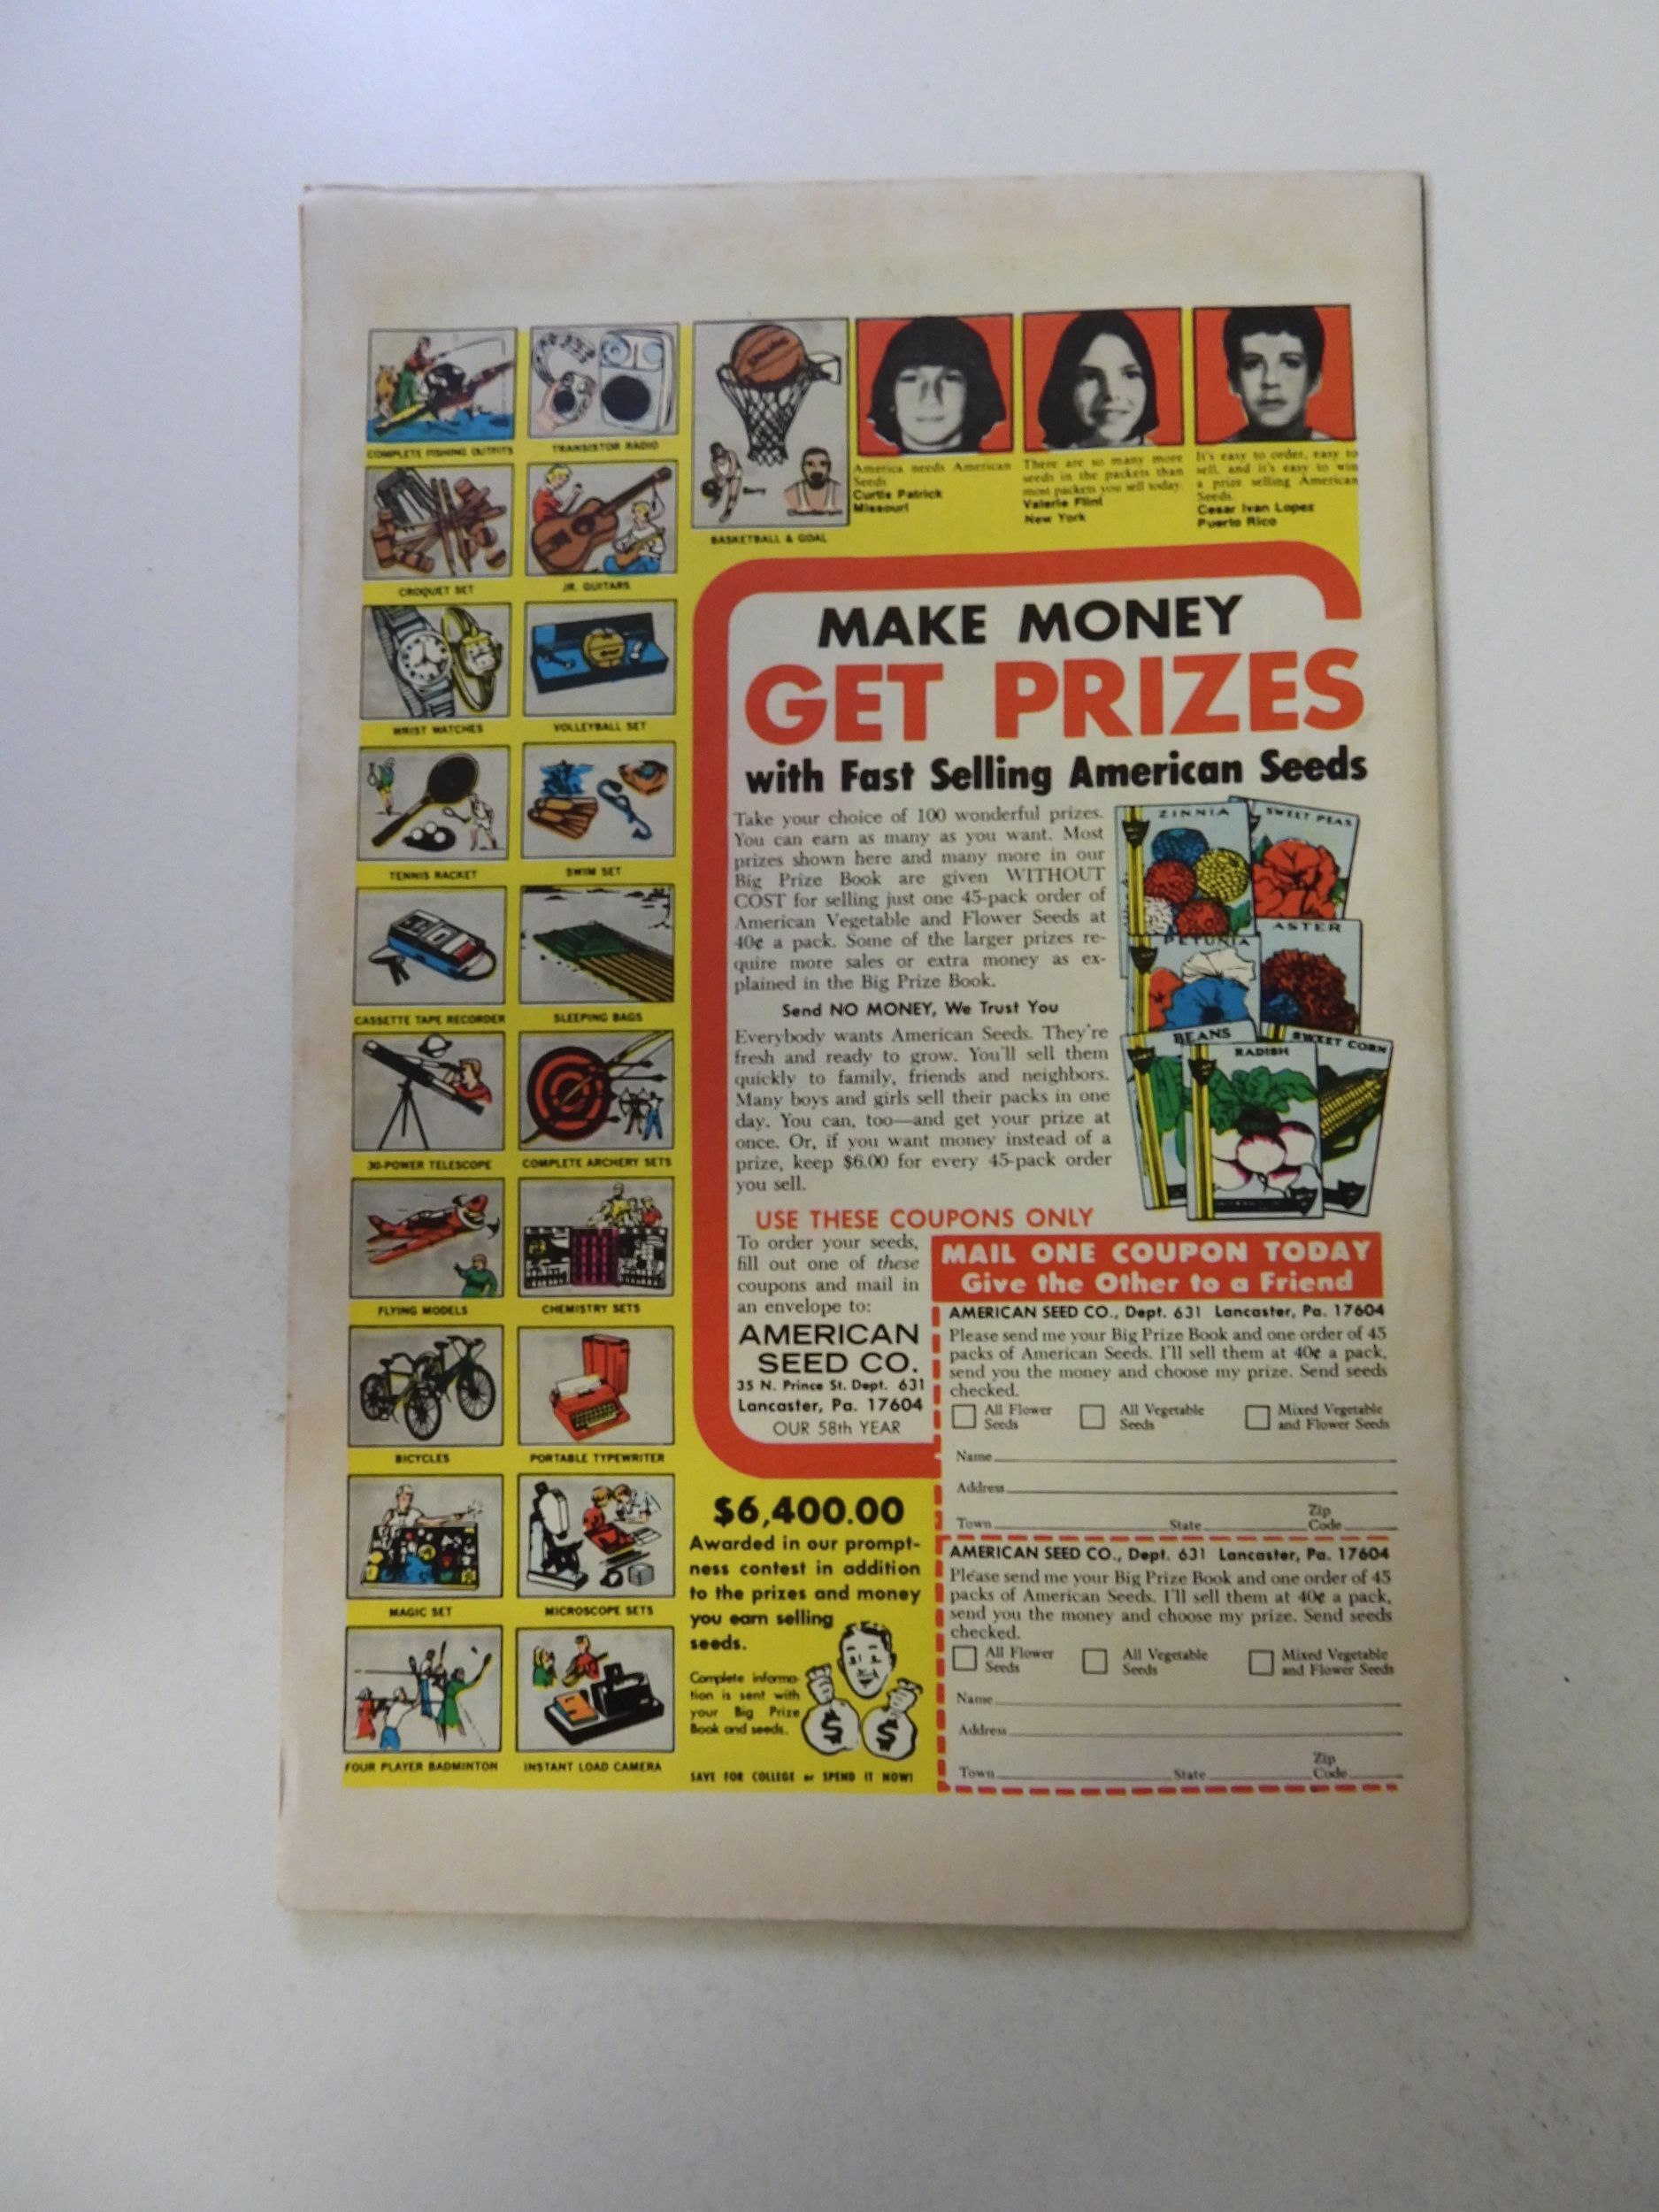 COMPLETE FISHING OUTFITS
TRANSISTOR RADIO
CROQUET SET
JR. GUITARS
WRIST WATCHES
VOLLEYBALL SET
TENNIS RACKET
SWIM SET
CASSETTE TAPE RECORDER
SLEEPING BAGS
30-POWER TELESCOPE
COMPLETE ARCHERY SETS
FLYING MODELS
CHEMISTRY SETS
BICYCLES
PORTABLE TYPEWRITER
MAGIC SET
MICROSCOPE SETS
FOUR PLAYER BADMINTON
INSTANT LOAD CAMERA
SPALDING
Barry
Chamberlain
BASKETBALL & GOAL
America needs American
Seeds
Curtis Patrick
Missouri
There are so many more
seeds in the packets than
most packets you sell today.
Valerie Flint
New York
It's easy to order, easy to
sell, and it's easy to win
a prize selling American
Seeds.
Cesar Ivan Lopez
Puerto Rico
MAKE MONEY
GET PRIZES
with Fast Selling American Seeds
Take your choice of 100 wonderful prizes.
You can earn as many as you want. Most
prizes shown here and many more in our
Big Prize Book are given WITHOUT
COST for selling just one 45-pack order of
American Vegetable and Flower Seeds at
40¢ a pack. Some of the larger prizes re-
quire more sales or extra money as ex-
plained in the Big Prize Book.
Send NO MONEY, We Trust You
Everybody wants American Seeds. They're
fresh and ready to grow. You'll sell them
quickly to family, friends and neighbors.
Many boys and girls sell their packs in one
day. You can, too—and get your prize at
once. Or, if you want money instead of a
prize, keep $6.00 for every 45-pack order
you sell.
ZINNIA
SWEET PEAS
PETUNIA
ASTER
BEANS
RADISH
SWEET CORN
USE THESE COUPONS ONLY
To order your seeds,
fill out one of these
coupons and mail in
an envelope to:
AMERICAN
SEED CO.
35 N. Prince St. Dept. 631
Lancaster, Pa. 17604
OUR 58th YEAR
$6,400.00
Awarded in our prompt-
ness contest in addition
to the prizes and money
you earn selling
seeds.
Complete informa-
tion is sent with
your Big Prize
Book and seeds.
$ $
SAVE FOR COLLEGE or SPEND IT NOW!
MAIL ONE COUPON TODAY
Give the Other to a Friend
AMERICAN SEED CO., Dept. 631 Lancaster, Pa. 17604
Please send me your Big Prize Book and one order of 45
packs of American Seeds. I'll sell them at 40¢ a pack,
send you the money and choose my prize. Send seeds
checked.
All Flower Seeds
All Vegetable Seeds
Mixed Vegetable and Flower Seeds
Name
Address
Town State Zip Code
AMERICAN SEED CO., Dept. 631 Lancaster, Pa. 17604
Please send me your Big Prize Book and one order of 45
packs of American Seeds. I'll sell them at 40¢ a pack,
send you the money and choose my prize. Send seeds
checked.
All Flower Seeds
All Vegetable Seeds
Mixed Vegetable and Flower Seeds
Name
Address
Town State Zip Code